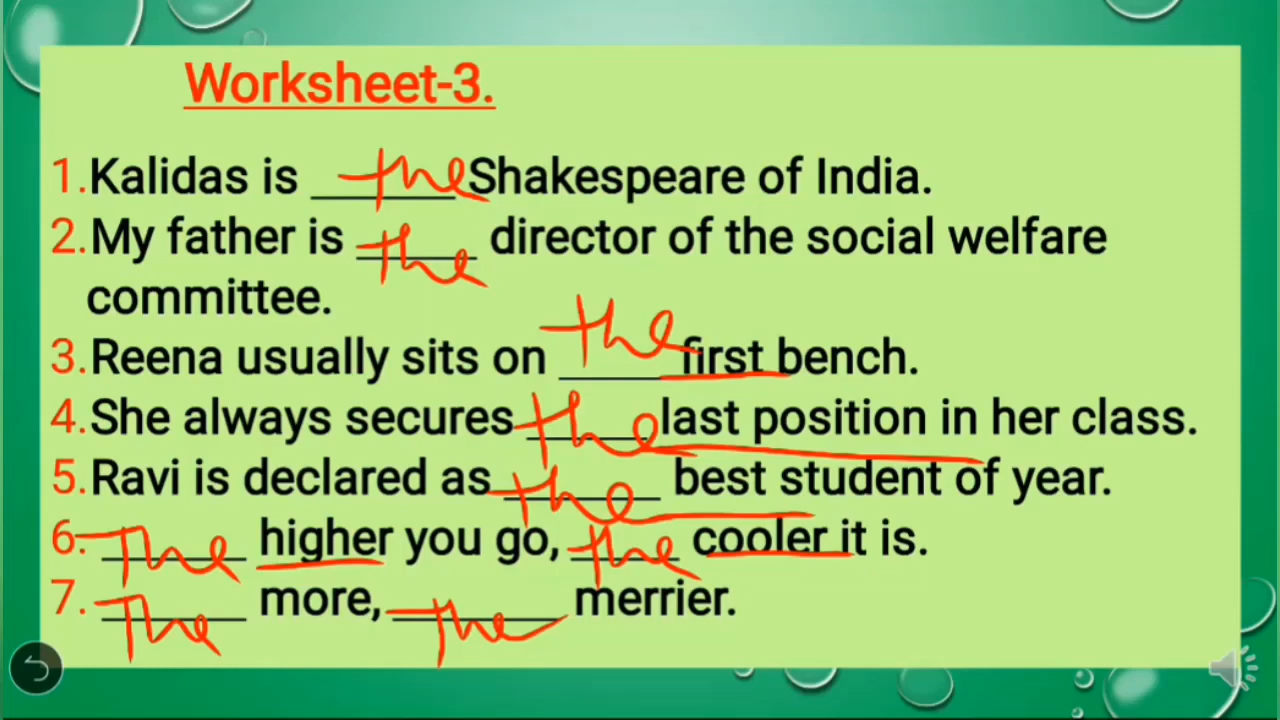 Worksheet-3.
1.Kalidas is the Shakespeare of India.
2.My father is the director of the social welfare
committee.
3.Reena usually sits on the first bench.
4.She always secures the last position in her class.
5.Ravi is declared as the best student of year.
6. The higher you go, the cooler it is.
7. The more, the merrier.